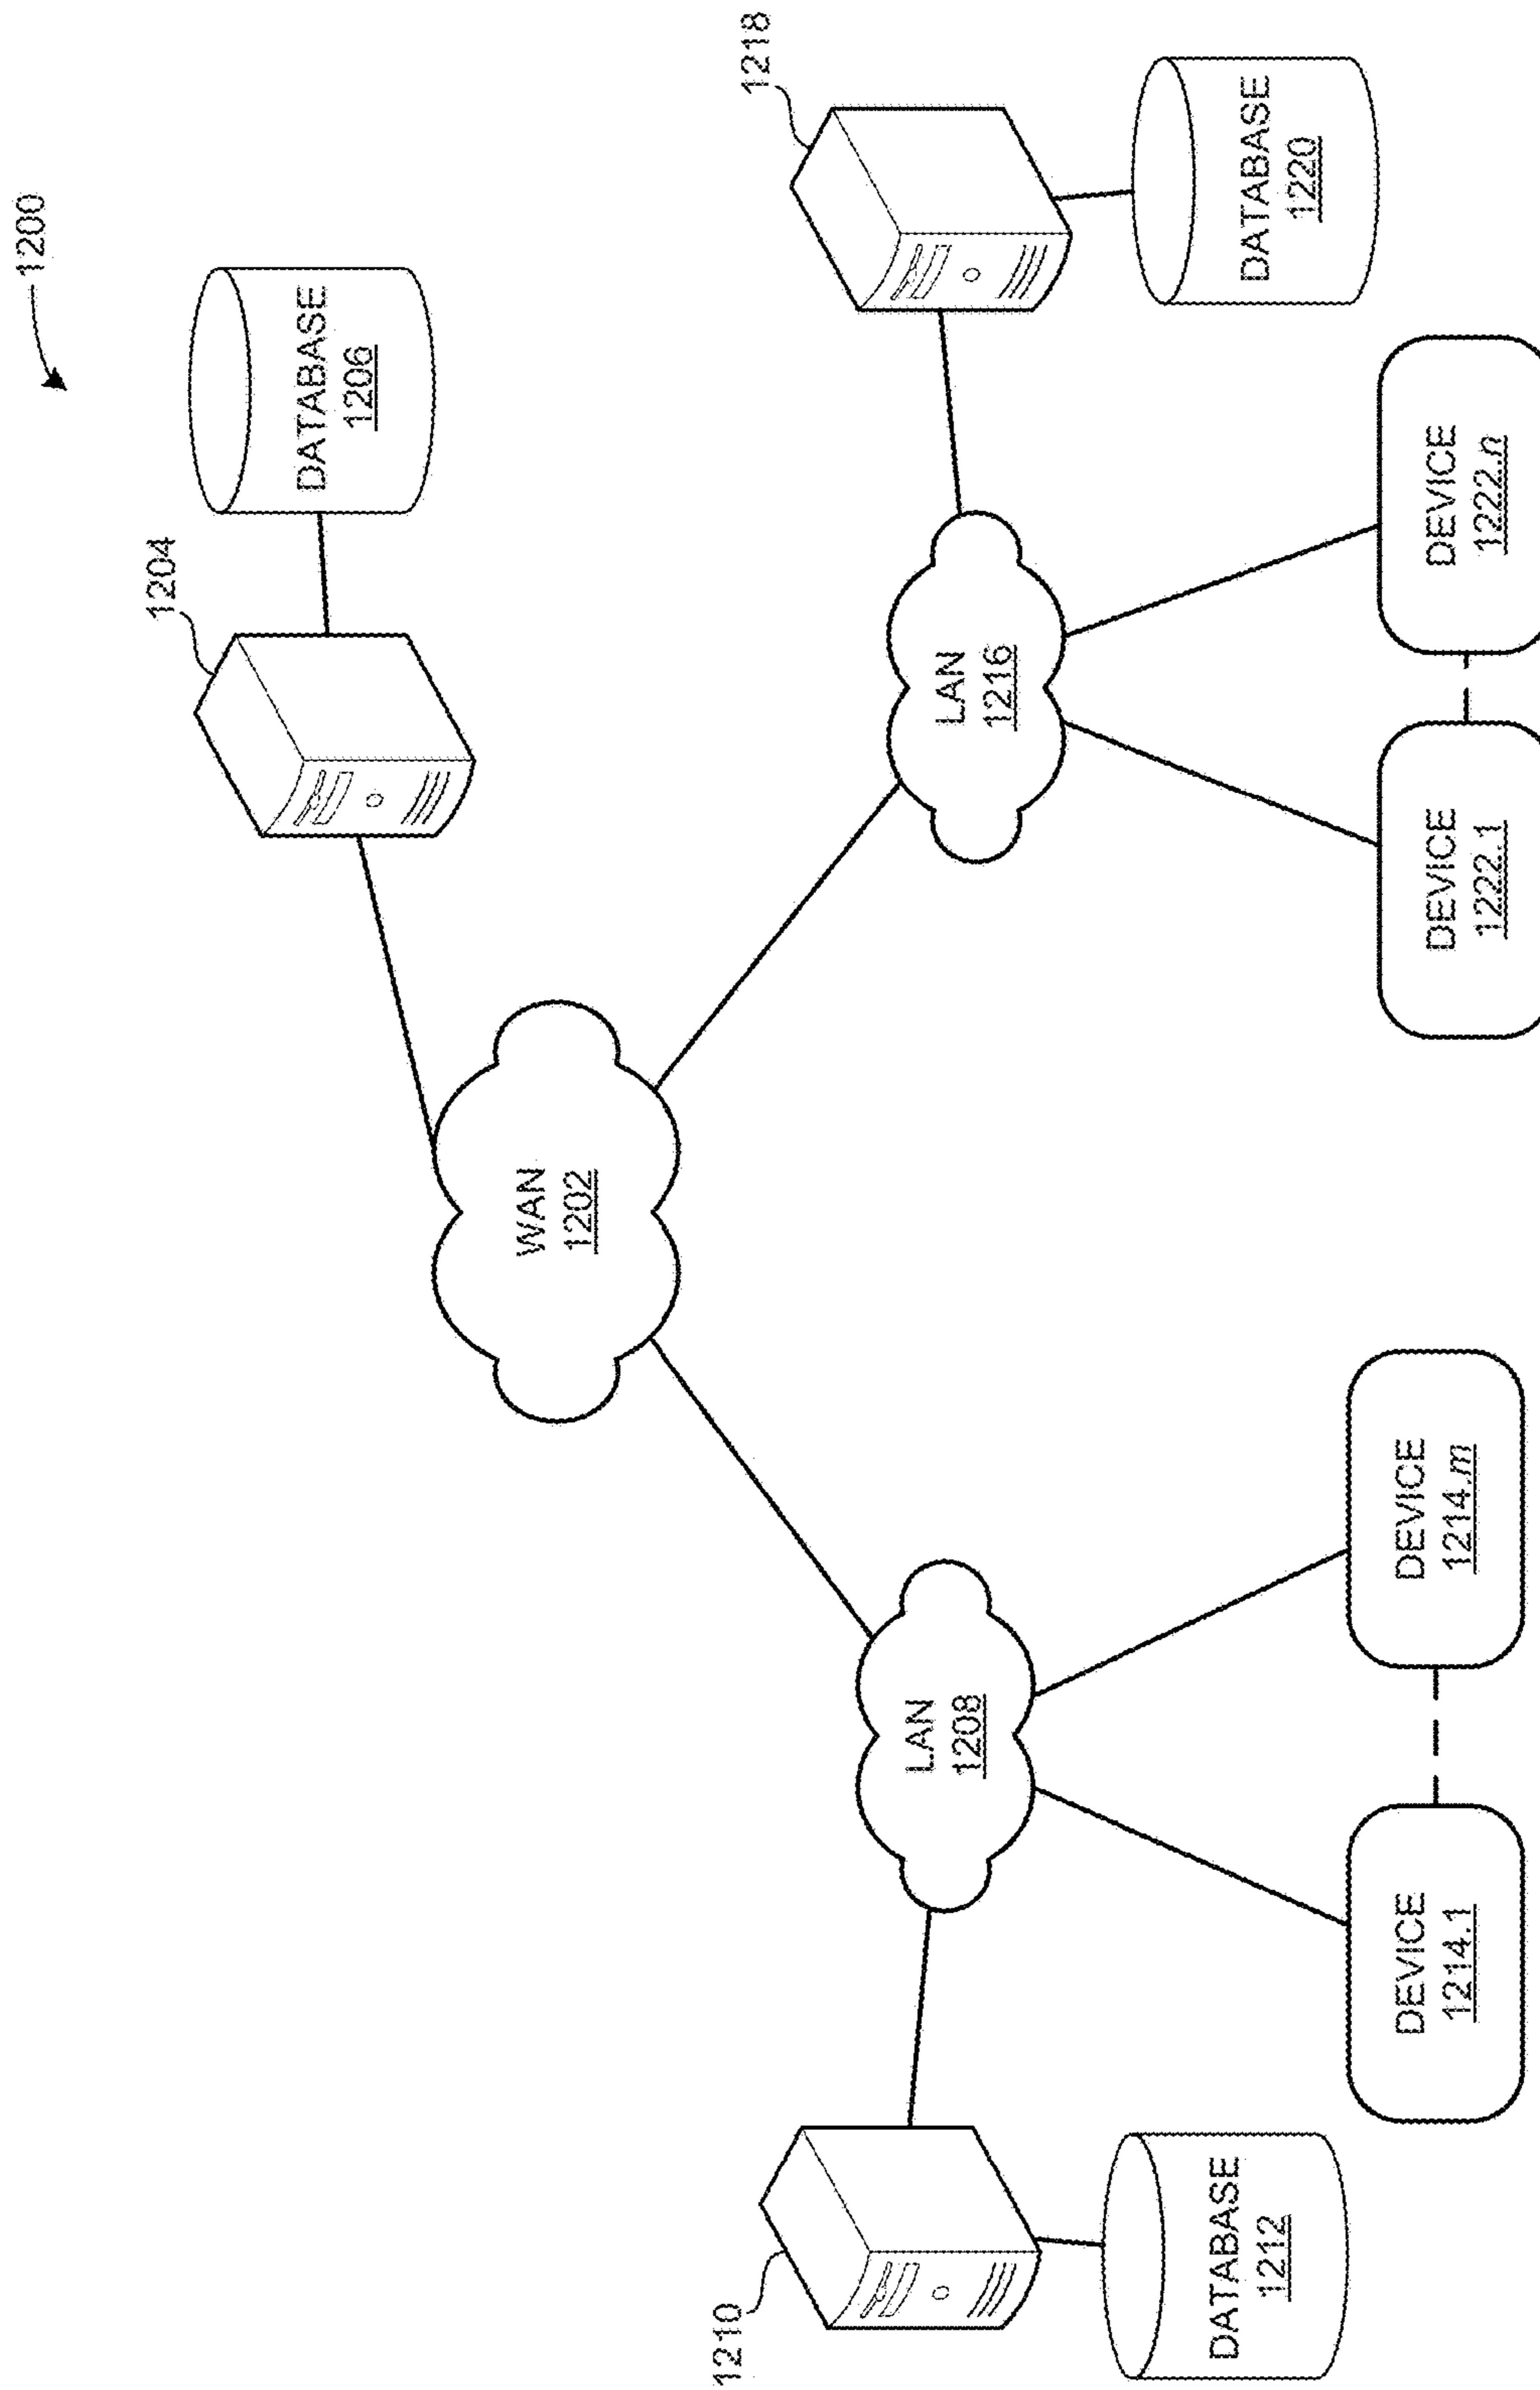 1200
1204
DATABASE
1206
WAN
1202
1210
LAN
1208
LAN
1216
1218
DATABASE
1212
DATABASE
1220
DEVICE
1214.1
DEVICE
1214.m
DEVICE
1222.1
DEVICE
1222.n